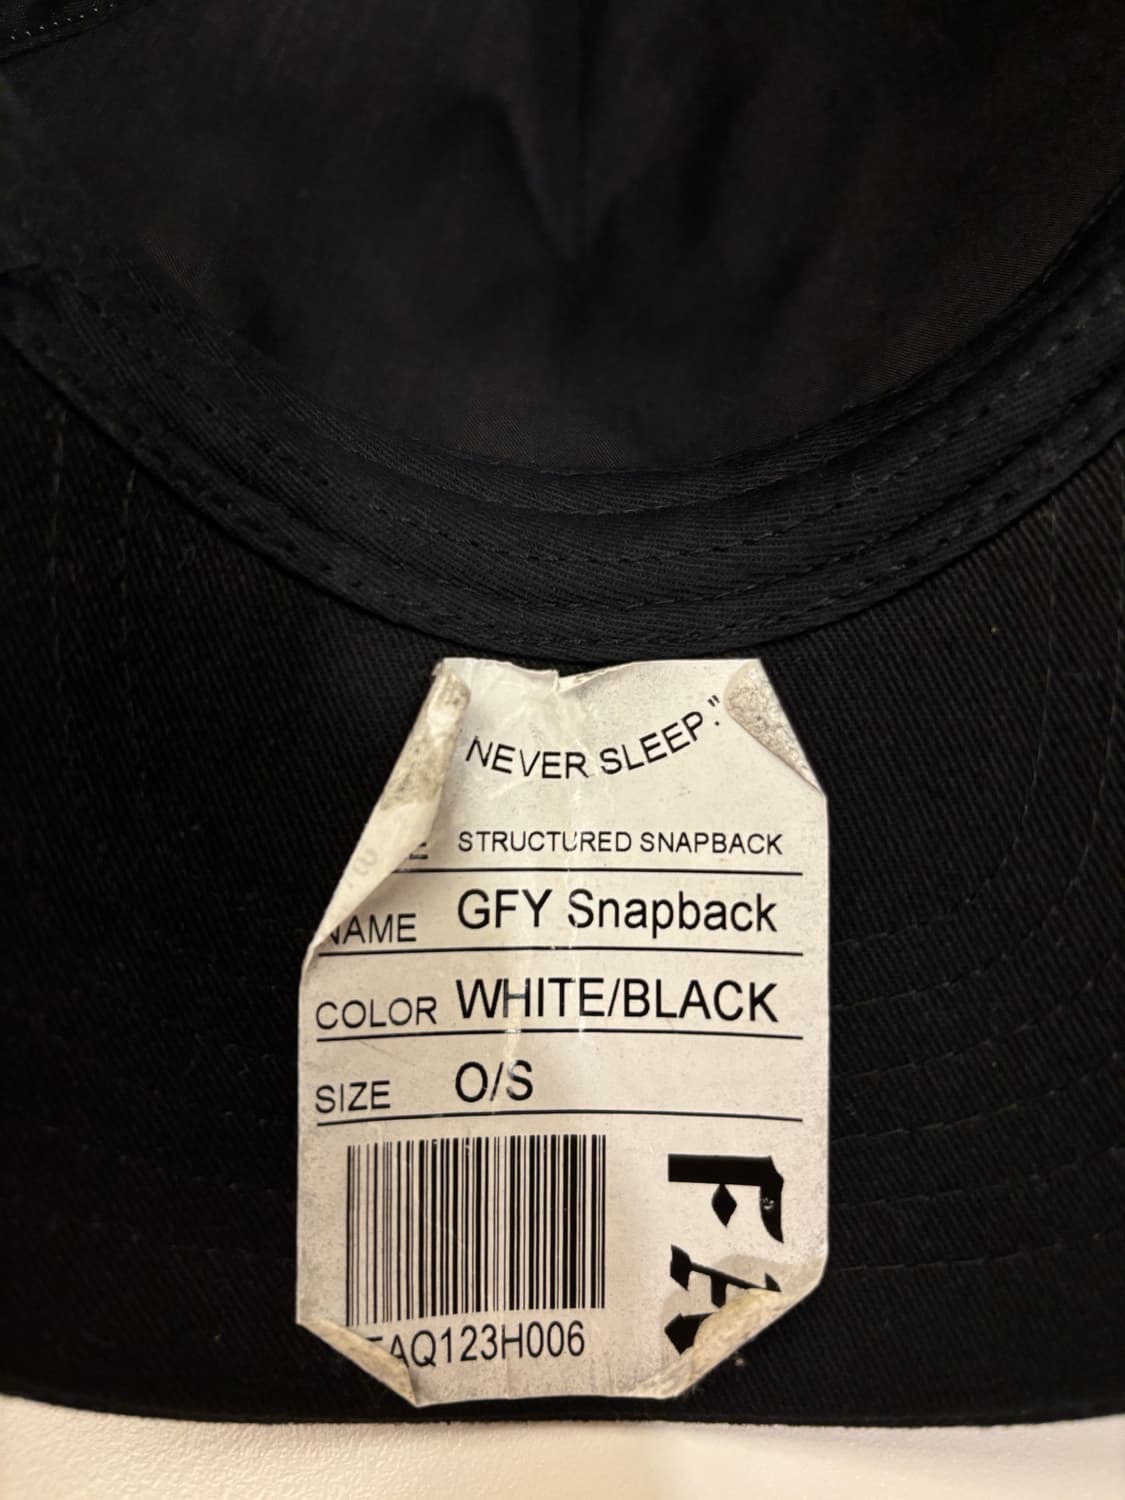 NEVER SLEEP."
STRUCTURED SNAPBACK
NAME GFY Snapback
COLOR WHITE/BLACK
SIZE O/S
AQ123H006